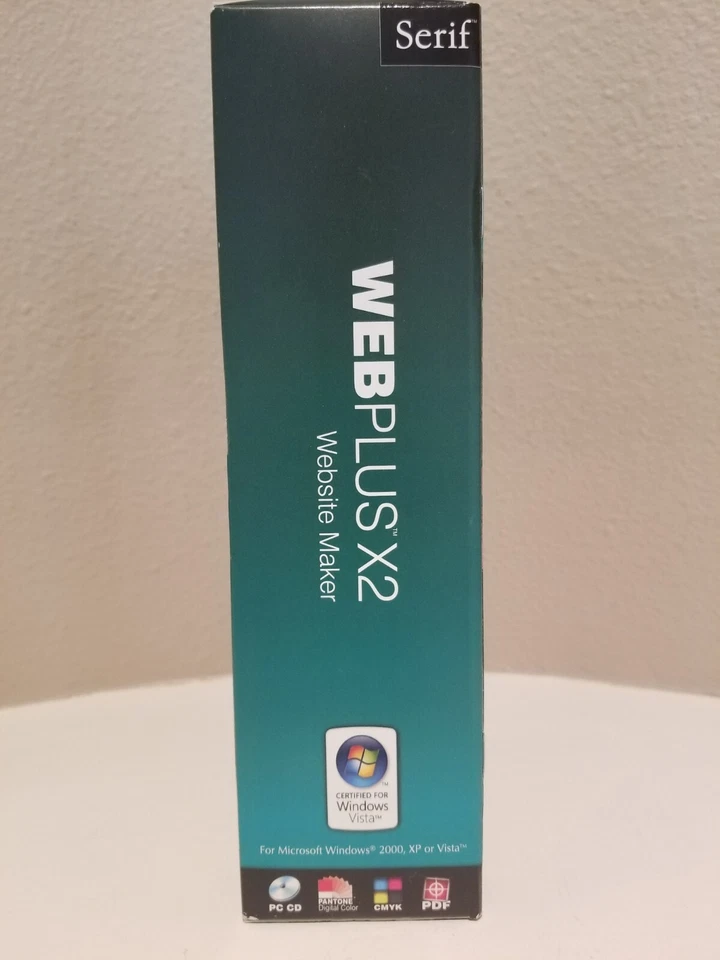 Serif™
WEBPLUS™ X2
Website Maker
CERTIFIED FOR
Windows
Vista™
For Microsoft Windows® 2000, XP or Vista™
PC CD
PANTONE
Digital Color
CMYK
PDF